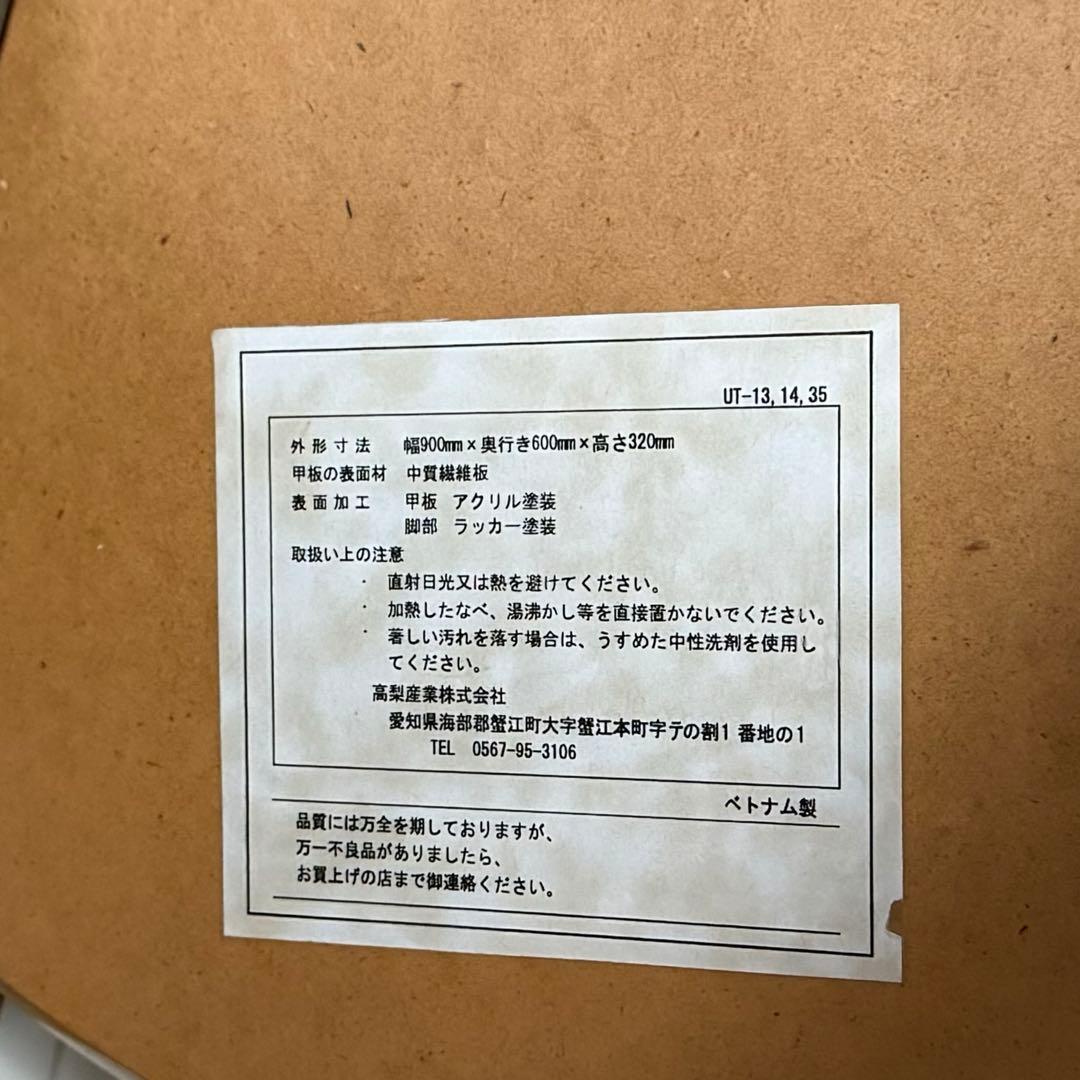 UT-13,14,35
外形寸法 幅900㎜×奥行き600㎜×高さ320㎜
甲板の表面材 中質繊維板
表面加工 甲板 アクリル塗装
脚部 ラッカー塗装
取扱い上の注意
・ 直射日光又は熱を避けてください。
・ 加熱したなべ、湯沸かし等を直接置かないでください。
・ 著しい汚れを落す場合は、うすめた中性洗剤を使用し
てください。
高梨産業株式会社
愛知県海部郡蟹江町大字蟹江本町字テの割1番地の1
TEL 0567-95-3106
ベトナム製
品質には万全を期しておりますが、
万一不良品がありましたら、
お買上げの店まで御連絡ください。